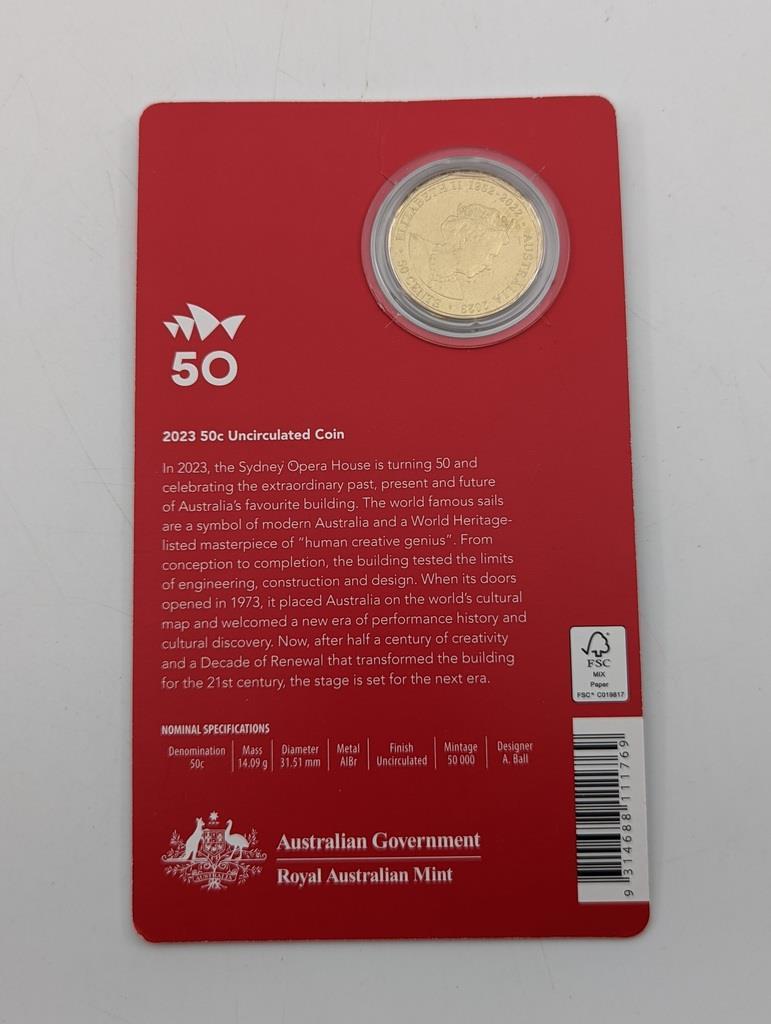 ELIZABETH II 1952-2022 · AUSTRALIA 2023 · 50 CENTS ·
50
2023 50c Uncirculated Coin
In 2023, the Sydney Opera House is turning 50 and
celebrating the extraordinary past, present and future
of Australia's favourite building. The world famous sails
are a symbol of modern Australia and a World Heritage-
listed masterpiece of “human creative genius”. From
conception to completion, the building tested the limits
of engineering, construction and design. When its doors
opened in 1973, it placed Australia on the world's cultural
map and welcomed a new era of performance history and
cultural discovery. Now, after half a century of creativity
and a Decade of Renewal that transformed the building
for the 21st century, the stage is set for the next era.
FSC
MIX
Paper
FSC® C019817
NOMINAL SPECIFICATIONS
Denomination Mass Diameter Metal Finish Mintage Designer
50c 14.09 g 31.51 mm AlBr Uncirculated 50 000 A. Ball
AUSTRALIA
Australian Government
Royal Australian Mint
9 314688 111769